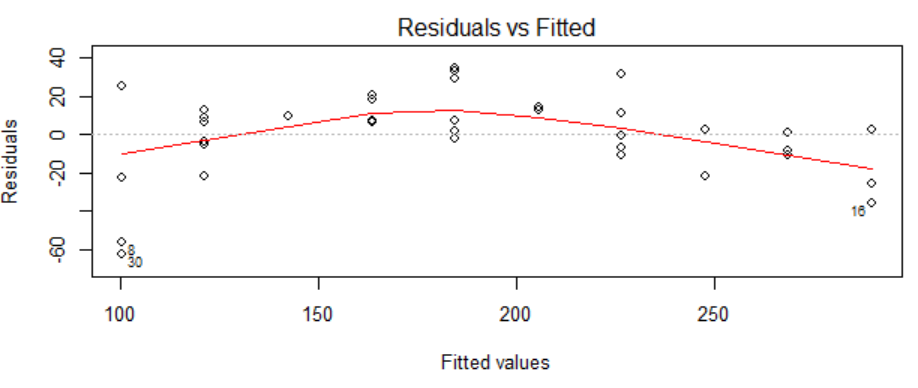 Residuals vs Fitted
40
20
0
-20
-60
Residuals
8
30
16
100 150 200 250
Fitted values